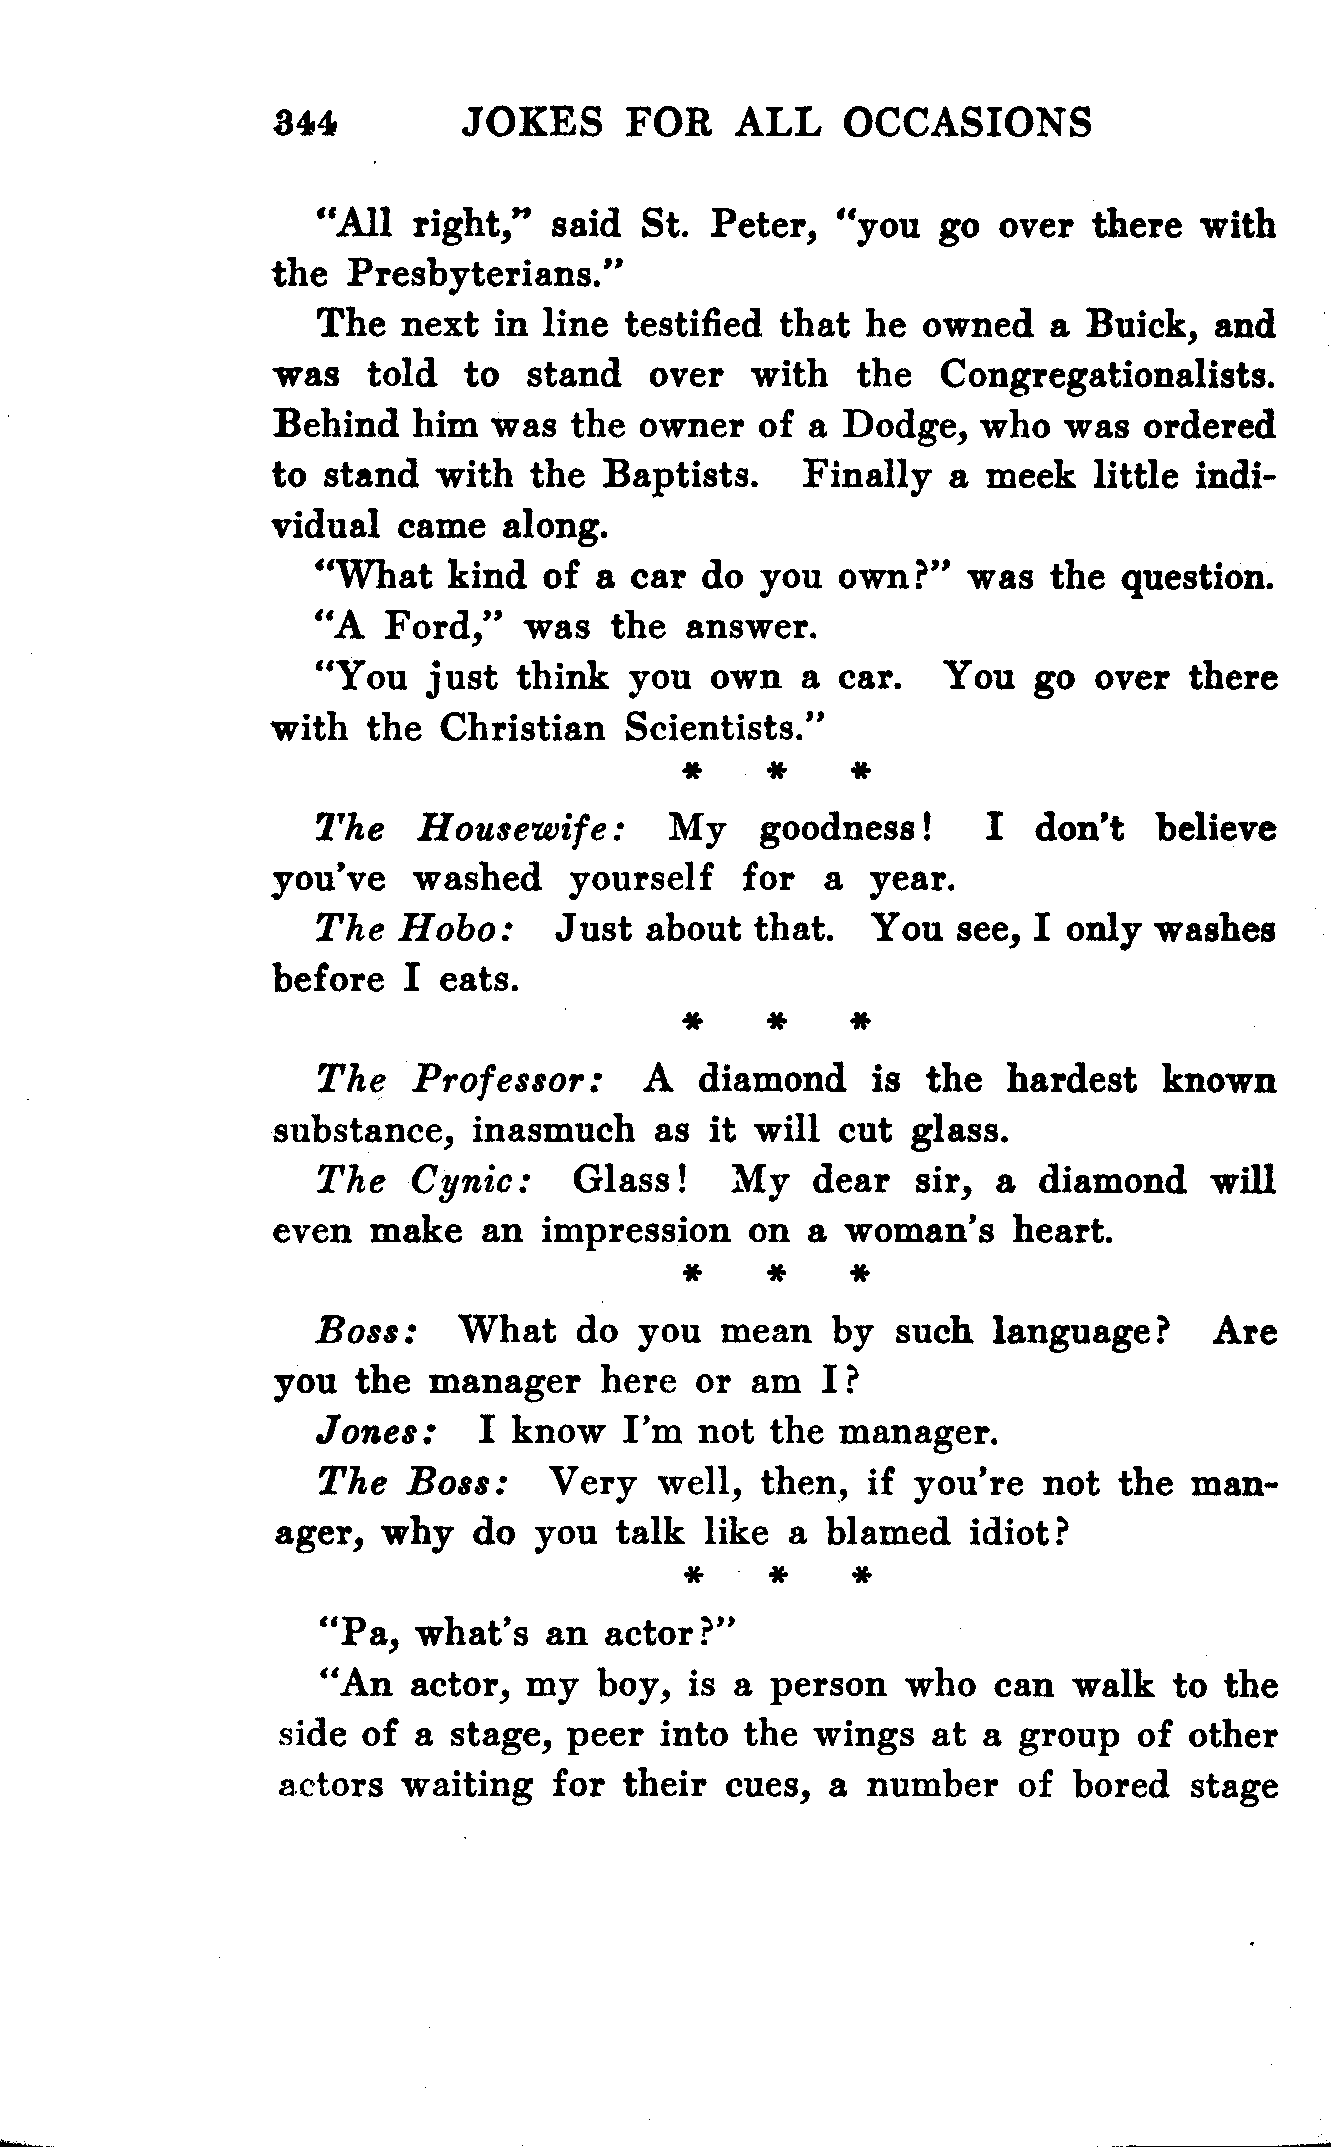 344 JOKES FOR ALL OCCASIONS
"All right," said St. Peter, "you go over there with
the Presbyterians."
The next in line testified that he owned a Buick, and
was told to stand over with the Congregationalists.
Behind him was the owner of a Dodge, who was ordered
to stand with the Baptists. Finally a meek little indi-
vidual came along.
"What kind of a car do you own?" was the question.
"A Ford," was the answer.
"You just think you own a car. You go over there
with the Christian Scientists."
* * *
The Housewife: My goodness! I don't believe
you've washed yourself for a year.
The Hobo: Just about that. You see, I only washes
before I eats.
* * *
The Professor: A diamond is the hardest known
substance, inasmuch as it will cut glass.
The Cynic: Glass! My dear sir, a diamond will
even make an impression on a woman's heart.
* * *
Boss: What do you mean by such language? Are
you the manager here or am I?
Jones: I know I'm not the manager.
The Boss: Very well, then, if you're not the man-
ager, why do you talk like a blamed idiot?
* * *
"Pa, what's an actor?"
"An actor, my boy, is a person who can walk to the
side of a stage, peer into the wings at a group of other
actors waiting for their cues, a number of bored stage